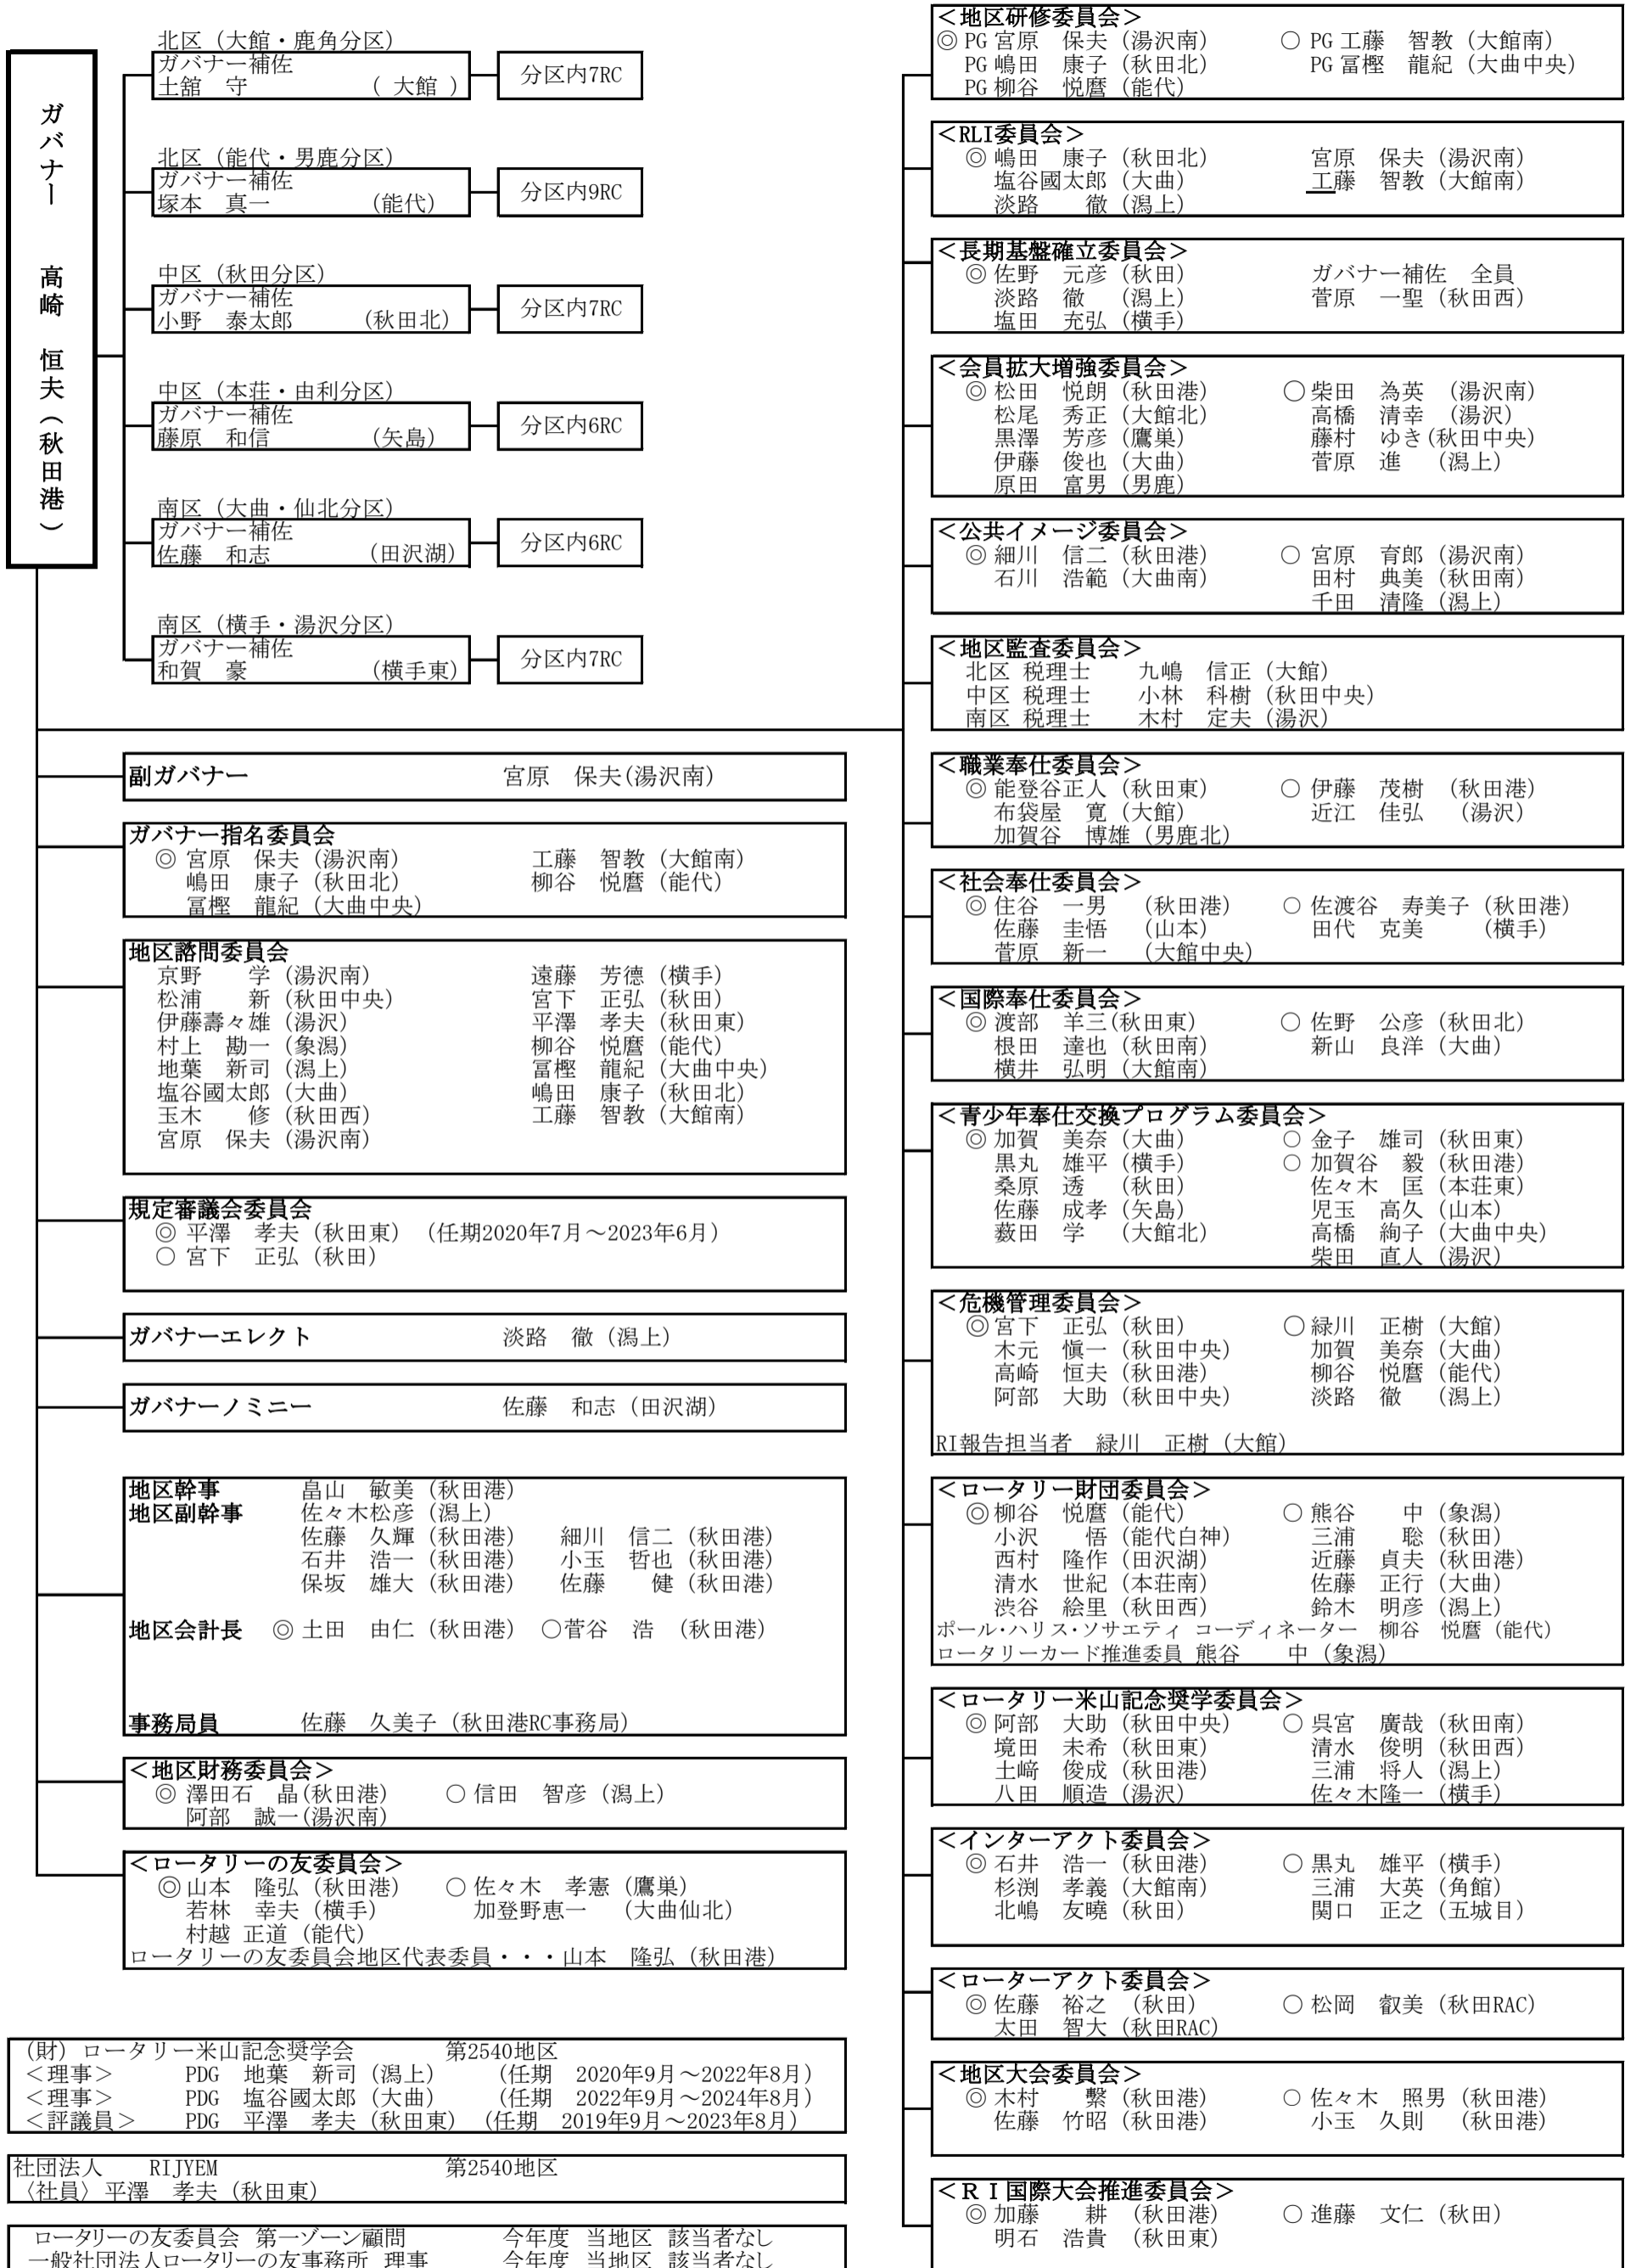 ガバナー　高崎　恒夫（秋田港）
北区（大館・鹿角分区）
ガバナー補佐
土舘　守　（ 大館 ）
分区内7RC
北区（能代・男鹿分区）
ガバナー補佐
塚本　真一　（能代）
分区内9RC
中区（秋田分区）
ガバナー補佐
小野　泰太郎　（秋田北）
分区内7RC
中区（本荘・由利分区）
ガバナー補佐
藤原　和信　（矢島）
分区内6RC
南区（大曲・仙北分区）
ガバナー補佐
佐藤　和志　（田沢湖）
分区内6RC
南区（横手・湯沢分区）
ガバナー補佐
和賀　豪　（横手東）
分区内7RC
副ガバナー　宮原　保夫(湯沢南）
ガバナー指名委員会
◎ 宮原　保夫（湯沢南）　工藤　智教（大館南）
嶋田　康子（秋田北）　柳谷　悦麿（能代）
冨樫　龍紀（大曲中央）
地区諮問委員会
京野　学（湯沢南）　遠藤　芳德（横手）
松浦　新（秋田中央）　宮下　正弘（秋田）
伊藤壽々雄（湯沢）　平澤　孝夫（秋田東）
村上　勘一（象潟）　柳谷　悦麿（能代）
地葉　新司（潟上）　冨樫　龍紀（大曲中央）
塩谷國太郎（大曲）　嶋田　康子（秋田北）
玉木　修（秋田西）　工藤　智教（大館南）
宮原　保夫（湯沢南）
規定審議会委員会
◎ 平澤　孝夫（秋田東）（任期2020年7月～2023年6月）
○ 宮下　正弘（秋田）
ガバナーエレクト　淡路　徹（潟上）
ガバナーノミニー　佐藤　和志（田沢湖）
地区幹事　畠山　敏美（秋田港）
地区副幹事　佐々木松彦（潟上）
佐藤　久輝（秋田港）　細川　信二（秋田港）
石井　浩一（秋田港）　小玉　哲也（秋田港）
保坂　雄大（秋田港）　佐藤　健（秋田港）
地区会計長　◎ 土田　由仁（秋田港）　○菅谷　浩　（秋田港）
事務局員　佐藤　久美子（秋田港RC事務局）
＜地区財務委員会＞
◎ 澤田石　晶(秋田港）　○ 信田　智彦（潟上）
阿部　誠一(湯沢南）
＜ロータリーの友委員会＞
◎山本　隆弘（秋田港）　○ 佐々木　孝憲（鷹巣）
若林　幸夫（横手）　加登野恵一　（大曲仙北）
村越 正道（能代）
ロータリーの友委員会地区代表委員・・・山本　隆弘（秋田港）
（財）ロータリー米山記念奨学会　第2540地区
＜理事＞　PDG　地葉　新司（潟上）　（任期　2020年9月～2022年8月）
＜理事＞　PDG　塩谷國太郎（大曲）　（任期　2022年9月～2024年8月）
＜評議員＞　PDG　平澤　孝夫（秋田東）（任期　2019年9月～2023年8月）
社団法人　RIJYEM　第2540地区
〈社員〉平澤　孝夫（秋田東）
ロータリーの友委員会 第一ゾーン顧問　今年度 当地区 該当者なし
一般社団法人ロータリーの友事務所 理事　今年度 当地区 該当者なし
＜地区研修委員会＞
◎ PG 宮原　保夫（湯沢南）　○ PG 工藤　智教（大館南）
PG 嶋田　康子（秋田北）　PG 冨樫　龍紀（大曲中央）
PG 柳谷　悦麿（能代）
＜RLI委員会＞
◎ 嶋田　康子（秋田北）　宮原　保夫（湯沢南）
塩谷國太郎（大曲）　工藤　智教（大館南）
淡路　徹（潟上）
＜長期基盤確立委員会＞
◎ 佐野　元彦（秋田）　ガバナー補佐　全員
淡路　徹　（潟上）　菅原　一聖（秋田西）
塩田　充弘（横手）
＜会員拡大増強委員会＞
◎ 松田　悦朗（秋田港）　○柴田　為英　（湯沢南）
松尾　秀正（大館北）　高橋　清幸　（湯沢）
黒澤　芳彦（鷹巣）　藤村　ゆき(秋田中央）
伊藤　俊也（大曲）　菅原　進　（潟上）
原田　富男（男鹿）
＜公共イメージ委員会＞
◎ 細川　信二（秋田港）　○ 宮原　育郎（湯沢南）
石川　浩範（大曲南）　田村　典美（秋田南）
千田　清隆（潟上）
＜地区監査委員会＞
北区 税理士　九嶋　信正（大館）
中区 税理士　小林　科樹（秋田中央）
南区 税理士　木村　定夫（湯沢）
＜職業奉仕委員会＞
◎ 能登谷正人（秋田東）　○ 伊藤　茂樹　（秋田港）
布袋屋　寛（大館）　近江　佳弘　（湯沢）
加賀谷　博雄（男鹿北）
＜社会奉仕委員会＞
◎ 住谷　一男　（秋田港）　○ 佐渡谷　寿美子（秋田港）
佐藤　圭悟　（山本）　田代　克美　（横手）
菅原　新一　（大館中央）
＜国際奉仕委員会＞
◎ 渡部　羊三(秋田東）　○ 佐野　公彦（秋田北）
根田　達也（秋田南）　新山　良洋（大曲）
横井　弘明（大館南）
＜青少年奉仕交換プログラム委員会＞
◎ 加賀　美奈（大曲）　○ 金子　雄司（秋田東）
黒丸　雄平（横手）　○ 加賀谷　毅（秋田港）
桑原　透　（秋田）　佐々木　匡（本荘東）
佐藤　成孝（矢島）　児玉　高久（山本）
薮田　学　（大館北）　高橋　絢子（大曲中央）
柴田　直人（湯沢）
＜危機管理委員会＞
◎宮下　正弘（秋田）　○緑川　正樹（大館）
木元　愼一（秋田中央）　加賀　美奈（大曲）
高崎　恒夫（秋田港）　柳谷　悦麿（能代）
阿部　大助（秋田中央）　淡路　徹　（潟上）
RI報告担当者　緑川　正樹（大館）
＜ロータリー財団委員会＞
◎柳谷　悦麿（能代）　○ 熊谷　中（象潟）
小沢　悟（能代白神）　三浦　聡（秋田）
西村　隆作（田沢湖）　近藤　貞夫（秋田港）
清水　世紀（本荘南）　佐藤　正行（大曲）
渋谷　絵里（秋田西）　鈴木　明彦（潟上）
ポール・ハリス・ソサエティ コーディネーター　柳谷　悦麿（能代）
ロータリーカード推進委員 熊谷　中（象潟）
＜ロータリー米山記念奨学委員会＞
◎ 阿部　大助（秋田中央）　○ 呉宮　廣哉（秋田南）
境田　未希（秋田東）　清水　俊明（秋田西）
土﨑　俊成（秋田港）　三浦　将人（潟上）
八田　順造（湯沢）　佐々木隆一（横手）
＜インターアクト委員会＞
◎ 石井　浩一（秋田港）　○ 黒丸　雄平（横手）
杉渕　孝義（大館南）　三浦　大英（角館）
北嶋　友曉（秋田）　関口　正之（五城目）
＜ローターアクト委員会＞
◎ 佐藤　裕之　（秋田）　○ 松岡　叡美（秋田RAC）
太田　智大（秋田RAC）
＜地区大会委員会＞
◎ 木村　繫（秋田港）　○ 佐々木　照男（秋田港）
佐藤　竹昭（秋田港）　小玉　久則　（秋田港）
＜ＲＩ国際大会推進委員会＞
◎ 加藤　耕　（秋田港）　○ 進藤　文仁（秋田）
明石　浩貴　（秋田東）